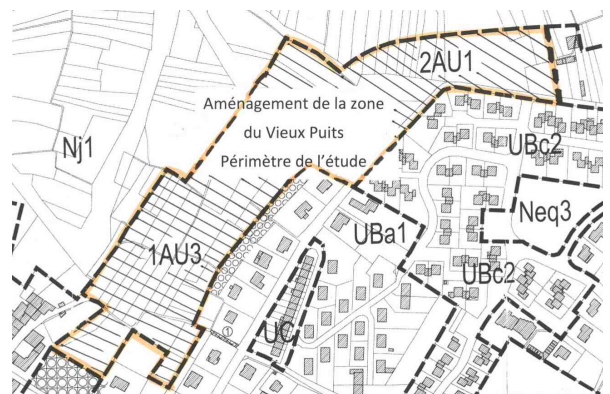 2AU1
Aménagement de la zone
du Vieux Puits
Périmètre de l'étude
Nj1
UBc2
Neq3
UBa1
1AU3
UBc2
UC
1